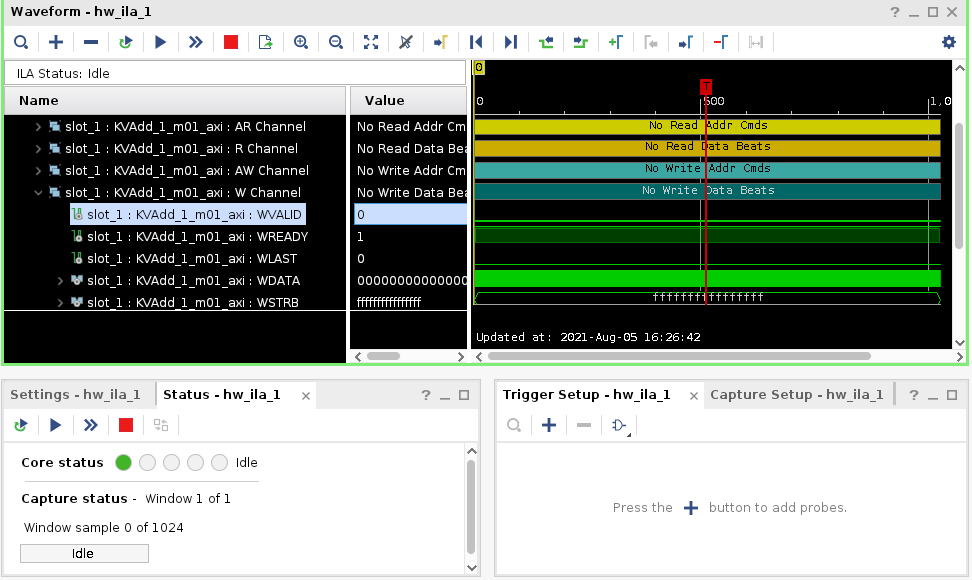 Waveform - hw_ila_1
ILA Status: Idle
Name Value
0
T
0 500 1,0
slot_1 : KVAdd_1_m01_axi : AR Channel No Read Addr Cm No Read Addr Cmds
slot_1 : KVAdd_1_m01_axi : R Channel No Read Data Bea No Read Data Beats
slot_1 : KVAdd_1_m01_axi : AW Channel No Write Addr Cm No Write Addr Cmds
slot_1 : KVAdd_1_m01_axi : W Channel No Write Data Bea No Write Data Beats
slot_1 : KVAdd_1_m01_axi : WVALID 0
slot_1 : KVAdd_1_m01_axi : WREADY 1
slot_1 : KVAdd_1_m01_axi : WLAST 0
slot_1 : KVAdd_1_m01_axi : WDATA 00000000000000
slot_1 : KVAdd_1_m01_axi : WSTRB ffffffffffffffff ffffffffffffffff
Updated at: 2021-Aug-05 16:26:42
Settings - hw_ila_1 Status - hw_ila_1
Core status Idle
Capture status - Window 1 of 1
Window sample 0 of 1024
Idle
Trigger Setup - hw_ila_1 Capture Setup - hw_ila_1
Press the + button to add probes.